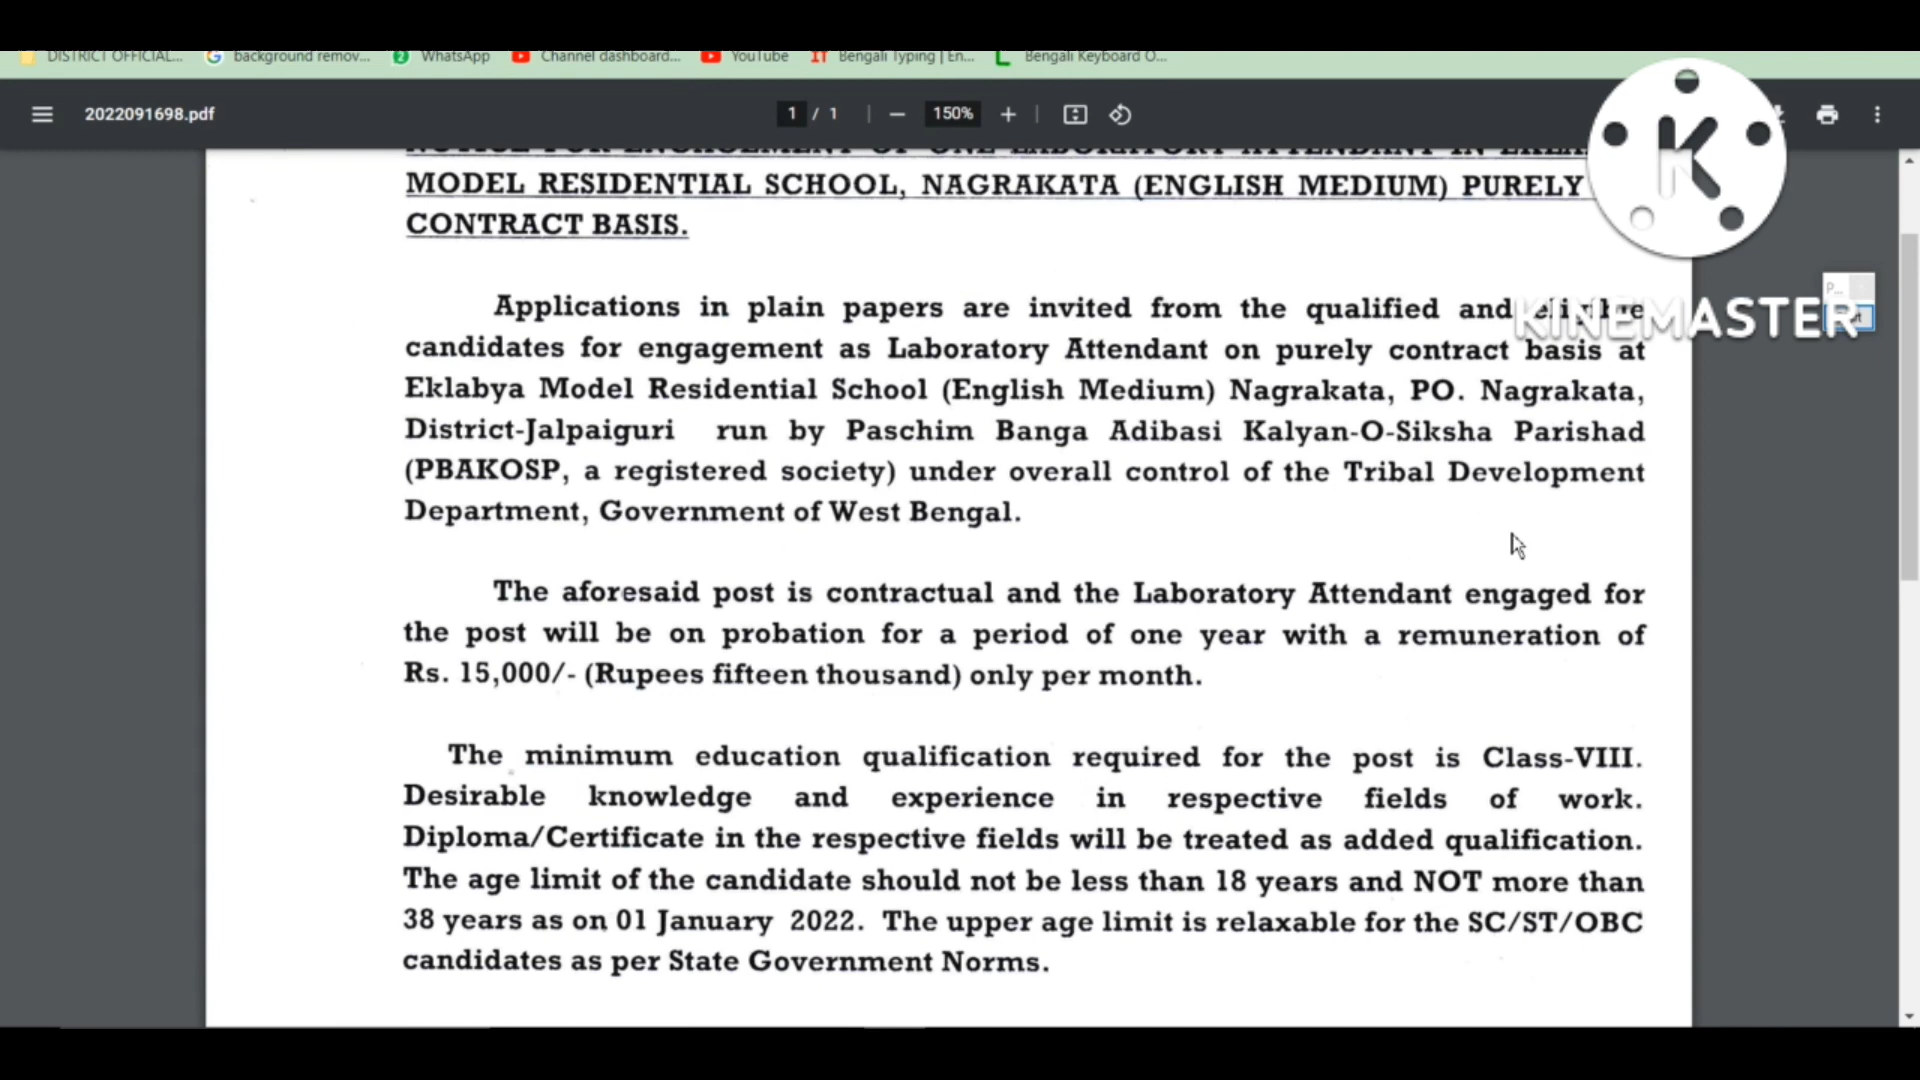 DISTRICT OFFICIAL... background remov... WhatsApp Channel dashboard... YouTube Bengali Typing | En... Bengali Keyboard O...
2022091698.pdf 1 / 1 150%
NOTICE FOR ENGAGEMENT OF ONE LABORATORY ATTENDANT IN
MODEL RESIDENTIAL SCHOOL, NAGRAKATA (ENGLISH MEDIUM) PURELY
CONTRACT BASIS.
Applications in plain papers are invited from the qualified and eligible
candidates for engagement as Laboratory Attendant on purely contract basis at
Eklabya Model Residential School (English Medium) Nagrakata, PO. Nagrakata,
District-Jalpaiguri run by Paschim Banga Adibasi Kalyan-O-Siksha Parishad
(PBAKOSP, a registered society) under overall control of the Tribal Development
Department, Government of West Bengal.
The aforesaid post is contractual and the Laboratory Attendant engaged for
the post will be on probation for a period of one year with a remuneration of
Rs. 15,000/- (Rupees fifteen thousand) only per month.
The minimum education qualification required for the post is Class-VIII.
Desirable knowledge and experience in respective fields of work.
Diploma/Certificate in the respective fields will be treated as added qualification.
The age limit of the candidate should not be less than 18 years and NOT more than
38 years as on 01 January 2022. The upper age limit is relaxable for the SC/ST/OBC
candidates as per State Government Norms.
K
KINEMASTER
P...